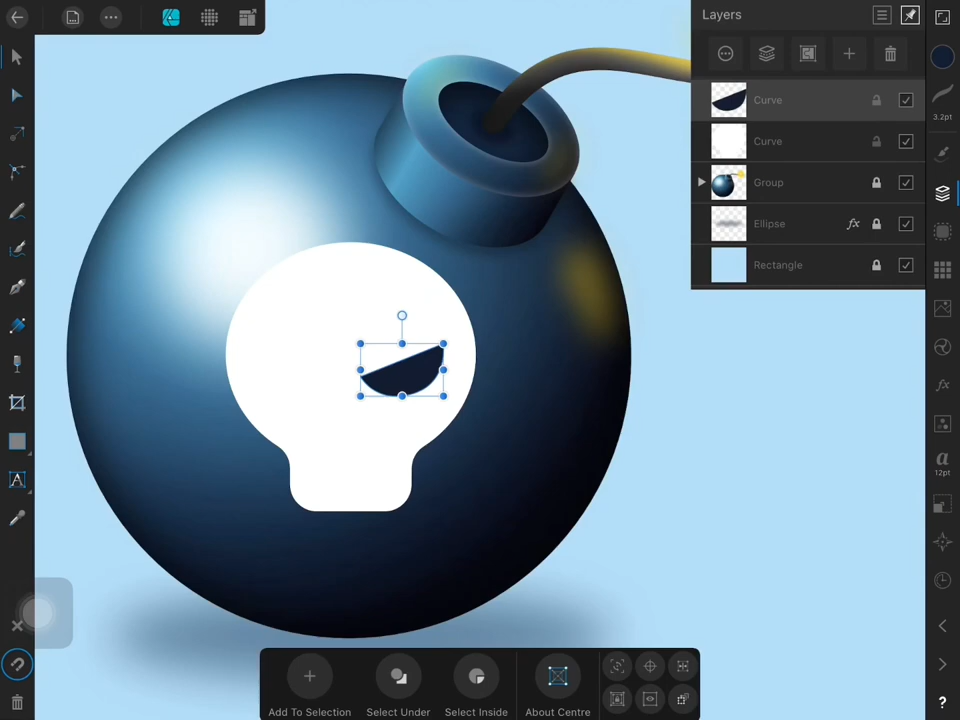 Layers
Curve
Curve
Group
Ellipse
fx
Rectangle
3.2pt
fx
a
12pt
A
?
Add To Selection
Select Under
Select Inside
About Centre